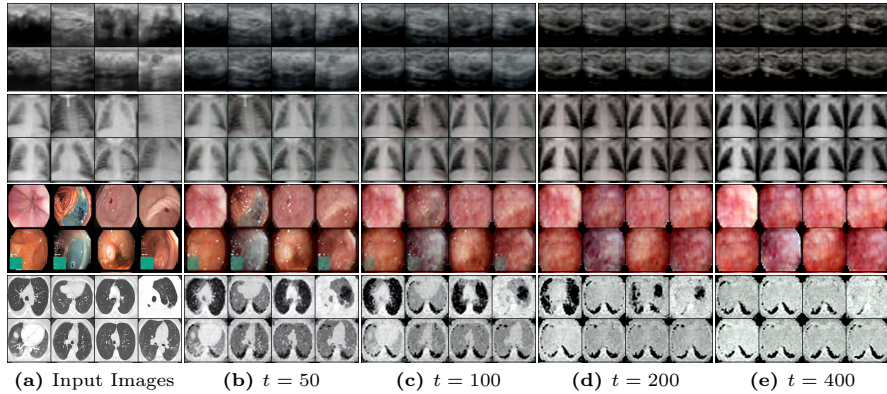 (a) Input Images (b) t = 50 (c) t = 100 (d) t = 200 (e) t = 400